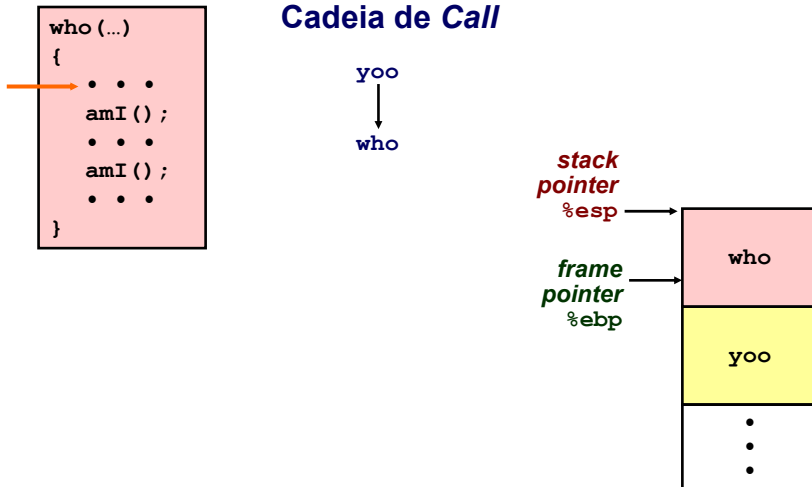 Cadeia de Call
who(…)
{
• • •
amI();
• • •
amI();
• • •
}
yoo
who
stack
pointer
%esp
frame
pointer
%ebp
who
yoo
•
•
•